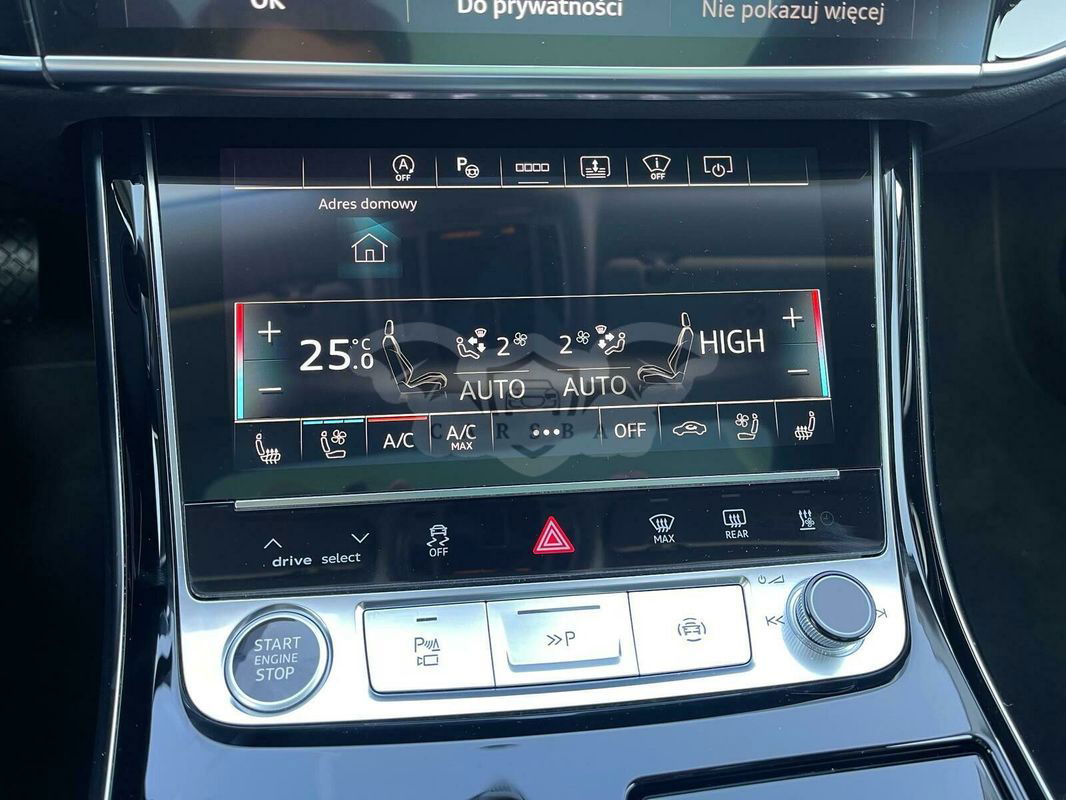 OK
Do prywatności
Nie pokazuj więcej
A
OFF
P
i
OFF
Adres domowy
+
25.0 °C
−
2
AUTO
2
AUTO
HIGH
+
−
A/C
A/C
MAX
•••
OFF
CARSBA
drive select
OFF
MAX
REAR
START
ENGINE
STOP
P
>>P